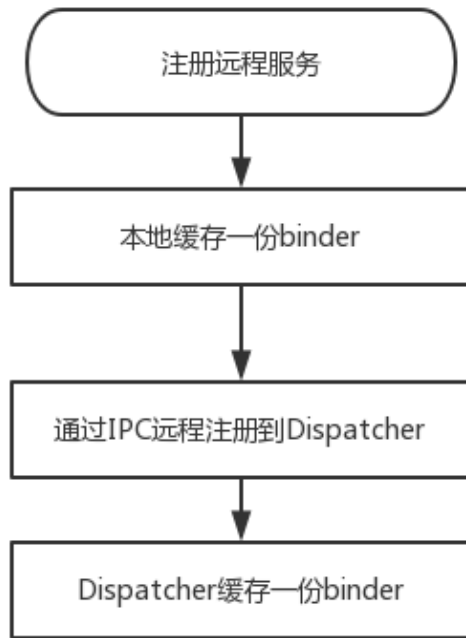 注册远程服务
本地缓存一份binder
通过IPC远程注册到Dispatcher
Dispatcher缓存一份binder